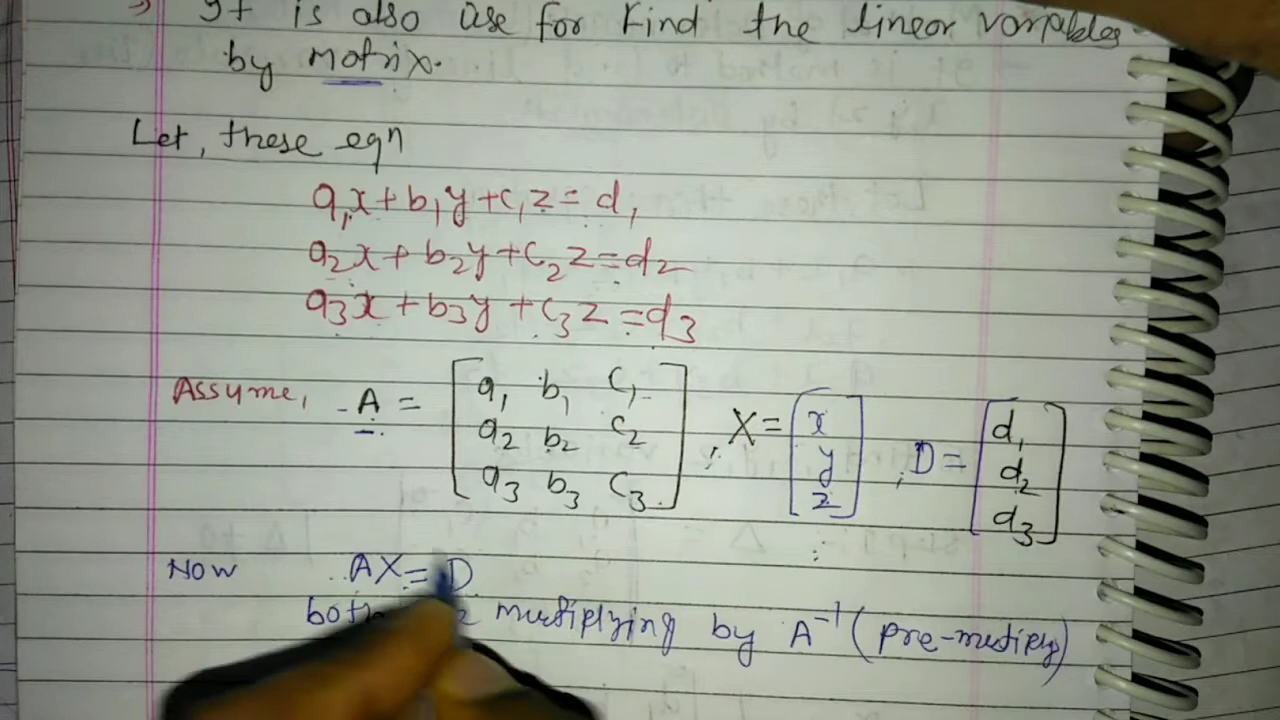 → It is also use for Find the linear variables
by matrix.
Let, these eqn
a₁x+b₁y+c₁z=d₁
a₂x+b₂y+c₂z=d₂
a₃x+b₃y+c₃z=d₃
Assume, A = [a₁ b₁ c₁ ; X = [x , D = [d₁
a₂ b₂ c₂ y d₂
a₃ b₃ c₃] z] d₃]
Now AX=D
multiplying by A⁻¹ (pre-multiply)